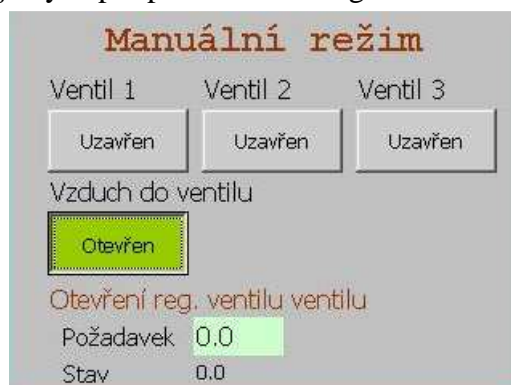 Manuální režim
Ventil 1 Ventil 2 Ventil 3
Uzavřen Uzavřen Uzavřen
Vzduch do ventilu
Otevřen
Otevření reg. ventilu ventilu
Požadavek 0.0
Stav 0.0